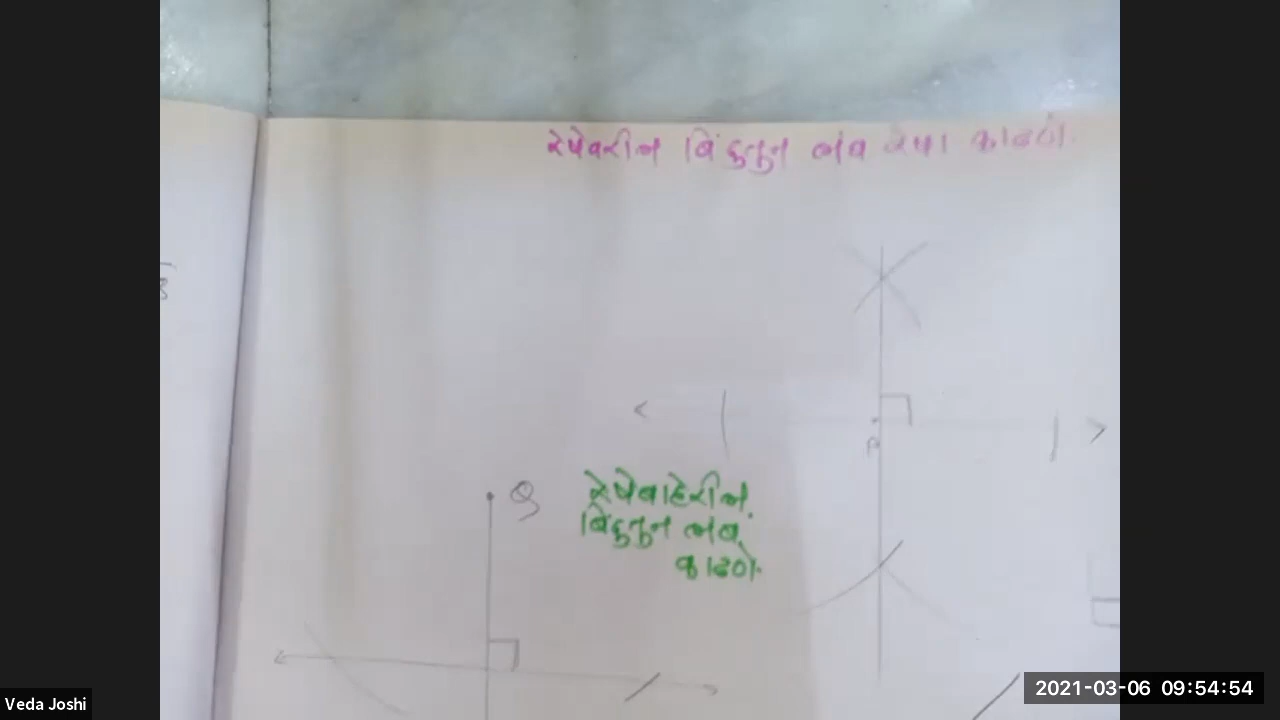 रेषेवरील बिंदुतुन लंब रेषा काढणे.
P
Q
रेषेबाहेरील
बिंदुतुन लंब
काढणे.
Veda Joshi
2021-03-06 09:54:54